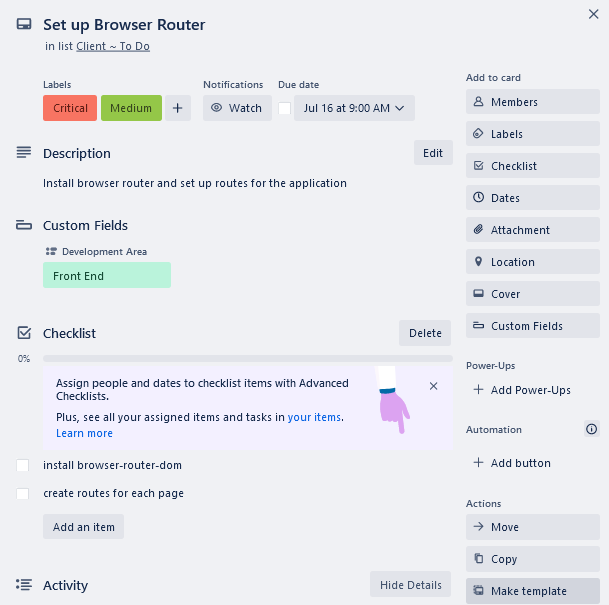 Set up Browser Router
in list Client ~ To Do
Labels
Notifications
Due date
Critical
Medium
Watch
Jul 16 at 9:00 AM
Description
Edit
Install browser router and set up routes for the application
Custom Fields
Development Area
Front End
Checklist
Delete
0%
Assign people and dates to checklist items with Advanced
Checklists.
Plus, see all your assigned items and tasks in your items.
Learn more
install browser-router-dom
create routes for each page
Add an item
Activity
Hide Details
Add to card
Members
Labels
Checklist
Dates
Attachment
Location
Cover
Custom Fields
Power-Ups
Add Power-Ups
Automation
Add button
Actions
Move
Copy
Make template